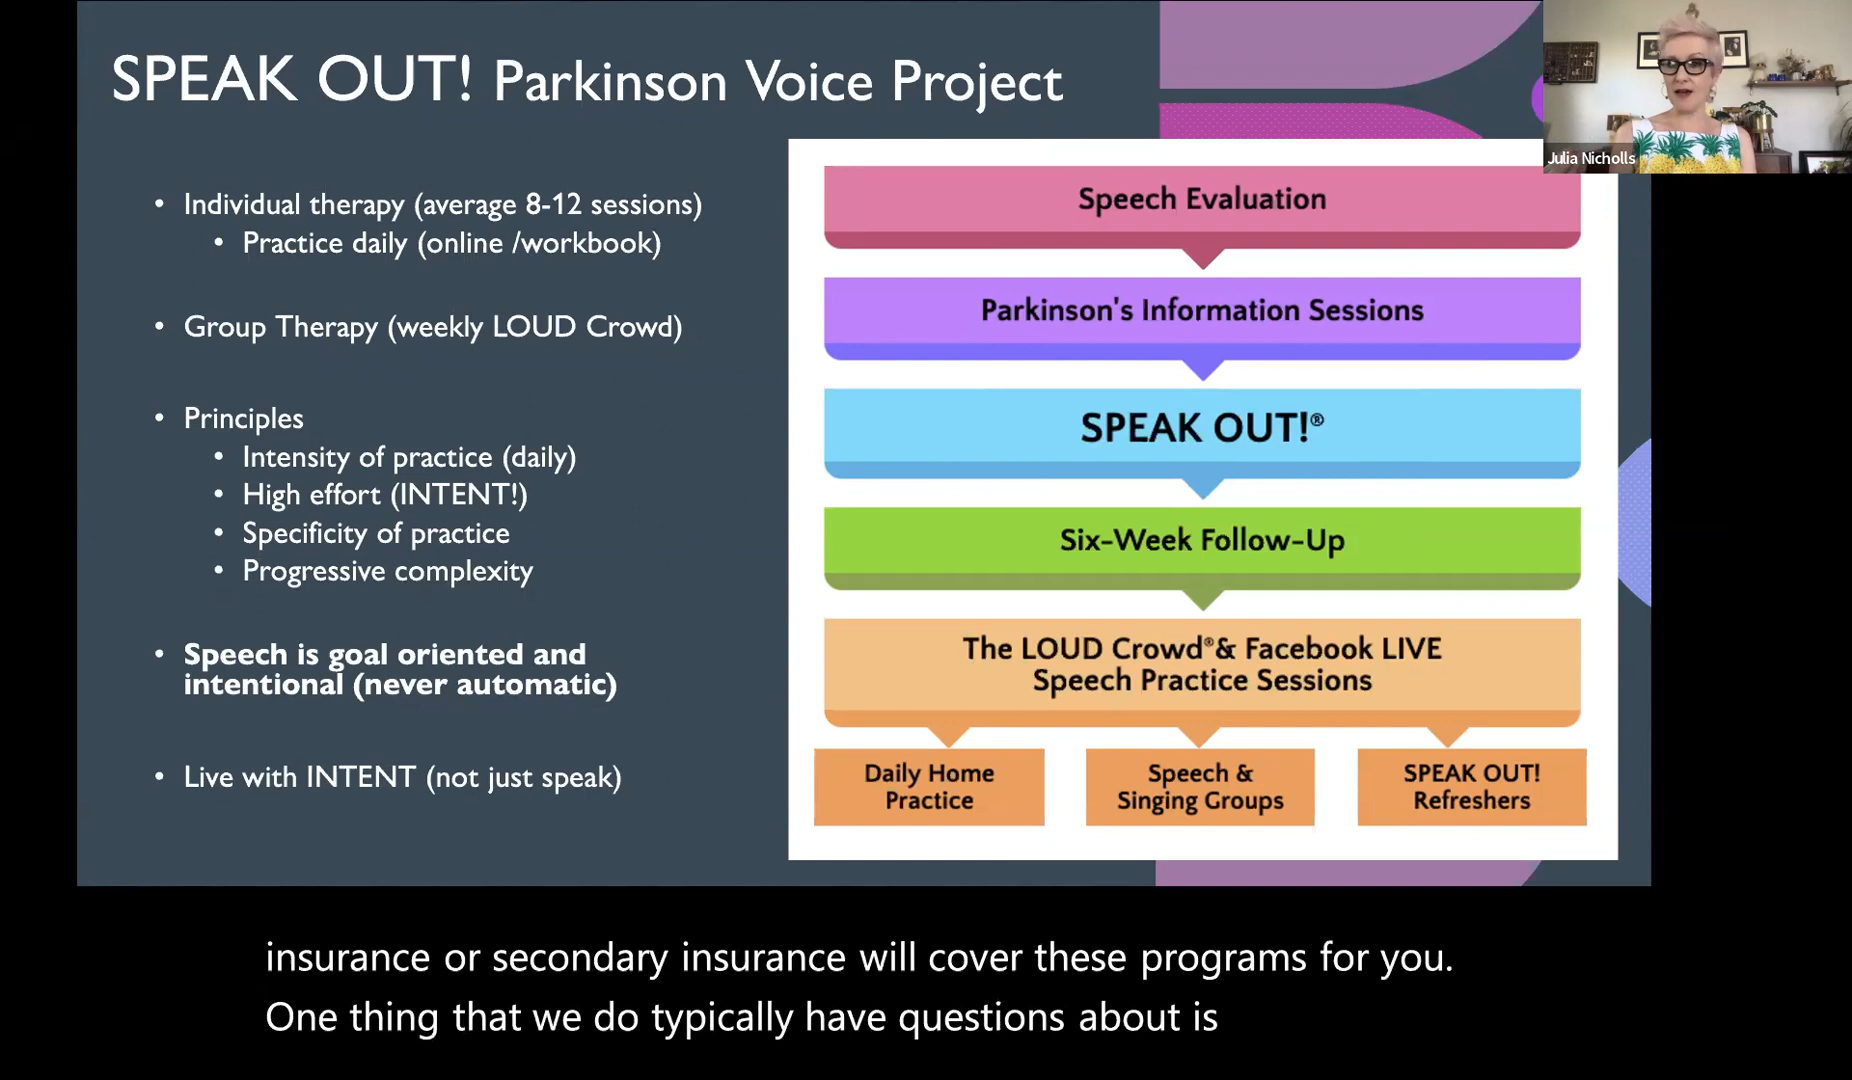 SPEAK OUT! Parkinson Voice Project
Julia Nicholls
• Individual therapy (average 8-12 sessions)
• Practice daily (online /workbook)
• Group Therapy (weekly LOUD Crowd)
• Principles
• Intensity of practice (daily)
• High effort (INTENT!)
• Specificity of practice
• Progressive complexity
• Speech is goal oriented and
intentional (never automatic)
• Live with INTENT (not just speak)
Speech Evaluation
Parkinson's Information Sessions
SPEAK OUT!®
Six-Week Follow-Up
The LOUD Crowd®& Facebook LIVE
Speech Practice Sessions
Daily Home
Practice
Speech &
Singing Groups
SPEAK OUT!
Refreshers
insurance or secondary insurance will cover these programs for you.
One thing that we do typically have questions about is